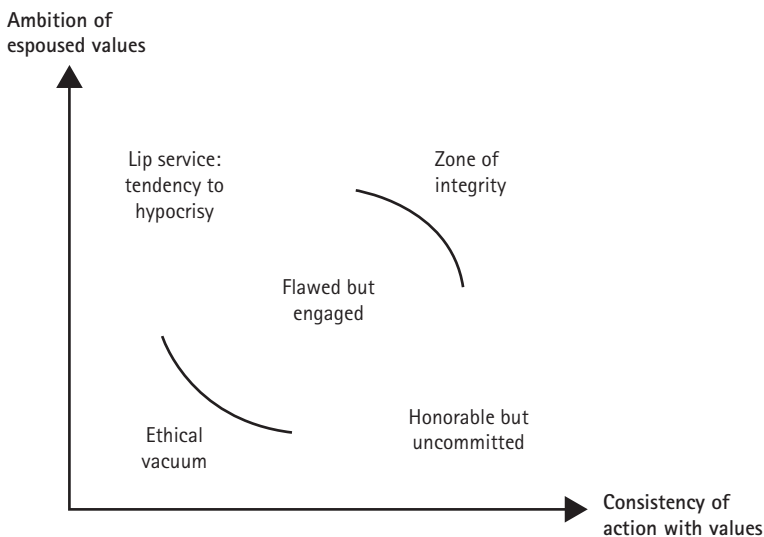 Ambition of
espoused values
Lip service:
tendency to
hypocrisy
Zone of
integrity
Flawed but
engaged
Ethical
vacuum
Honorable but
uncommitted
Consistency of
action with values